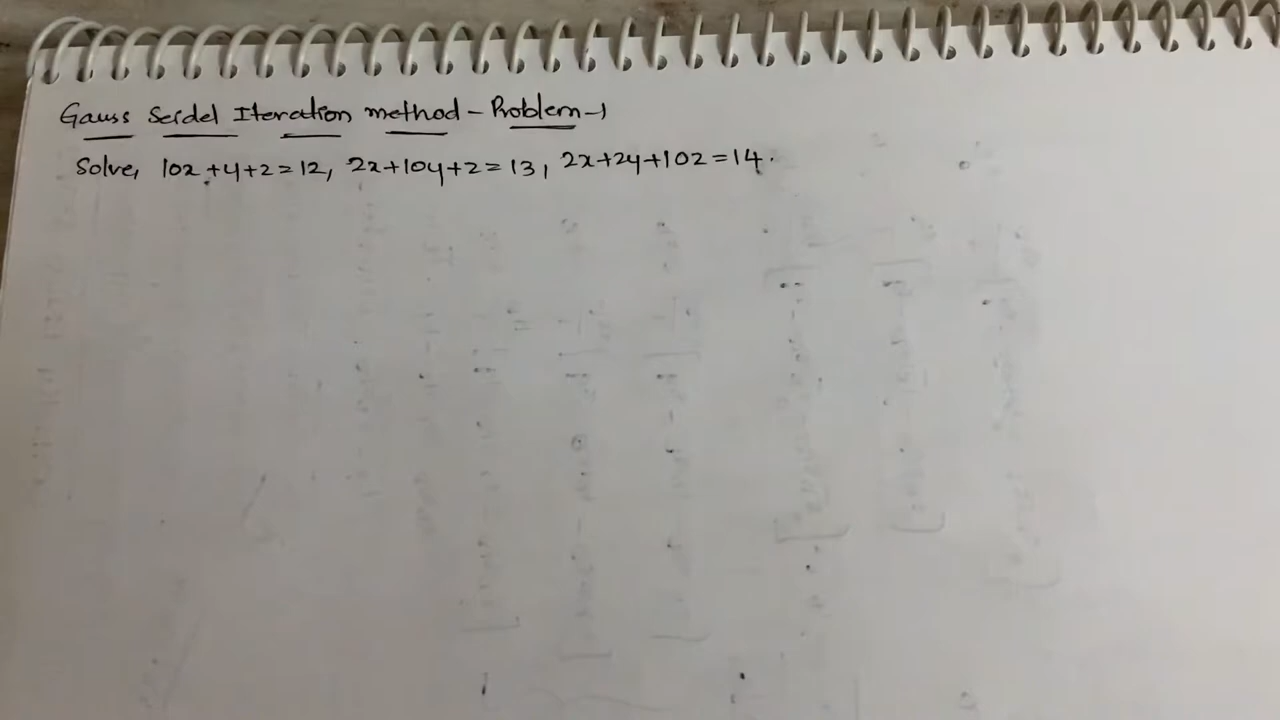 Gauss Seidel Iteration method - Problem-1
Solve, 10x+y+z=12, 2x+10y+z=13, 2x+2y+10z=14.